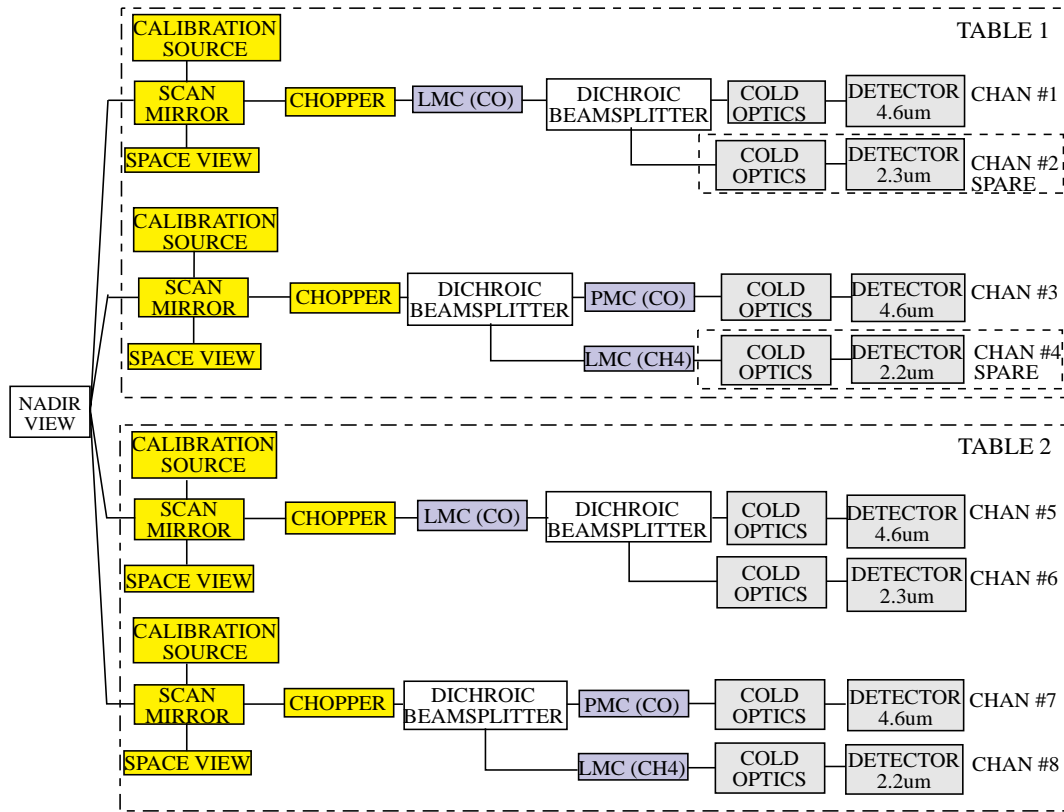 TABLE 1
CALIBRATION
SOURCE
SCAN
MIRROR
SPACE VIEW
CHOPPER
LMC (CO)
DICHROIC
BEAMSPLITTER
COLD
OPTICS
DETECTOR
4.6um
CHAN #1
COLD
OPTICS
DETECTOR
2.3um
CHAN #2
SPARE
CALIBRATION
SOURCE
SCAN
MIRROR
SPACE VIEW
CHOPPER
DICHROIC
BEAMSPLITTER
PMC (CO)
COLD
OPTICS
DETECTOR
4.6um
CHAN #3
LMC (CH4)
COLD
OPTICS
DETECTOR
2.2um
CHAN #4
SPARE
NADIR
VIEW
TABLE 2
CALIBRATION
SOURCE
SCAN
MIRROR
SPACE VIEW
CHOPPER
LMC (CO)
DICHROIC
BEAMSPLITTER
COLD
OPTICS
DETECTOR
4.6um
CHAN #5
COLD
OPTICS
DETECTOR
2.3um
CHAN #6
CALIBRATION
SOURCE
SCAN
MIRROR
SPACE VIEW
CHOPPER
DICHROIC
BEAMSPLITTER
PMC (CO)
COLD
OPTICS
DETECTOR
4.6um
CHAN #7
LMC (CH4)
COLD
OPTICS
DETECTOR
2.2um
CHAN #8